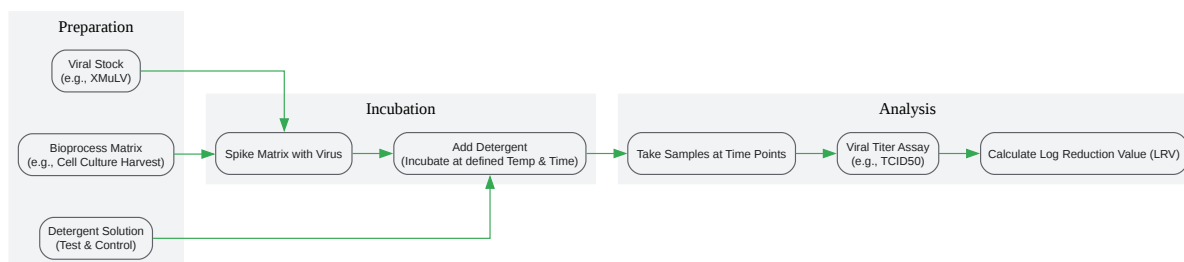 Preparation
Viral Stock
(e.g., XMuLV)
Bioprocess Matrix
(e.g., Cell Culture Harvest)
Detergent Solution
(Test & Control)
Incubation
Spike Matrix with Virus
Add Detergent
(Incubate at defined Temp & Time)
Analysis
Take Samples at Time Points
Viral Titer Assay
(e.g., TCID50)
Calculate Log Reduction Value (LRV)